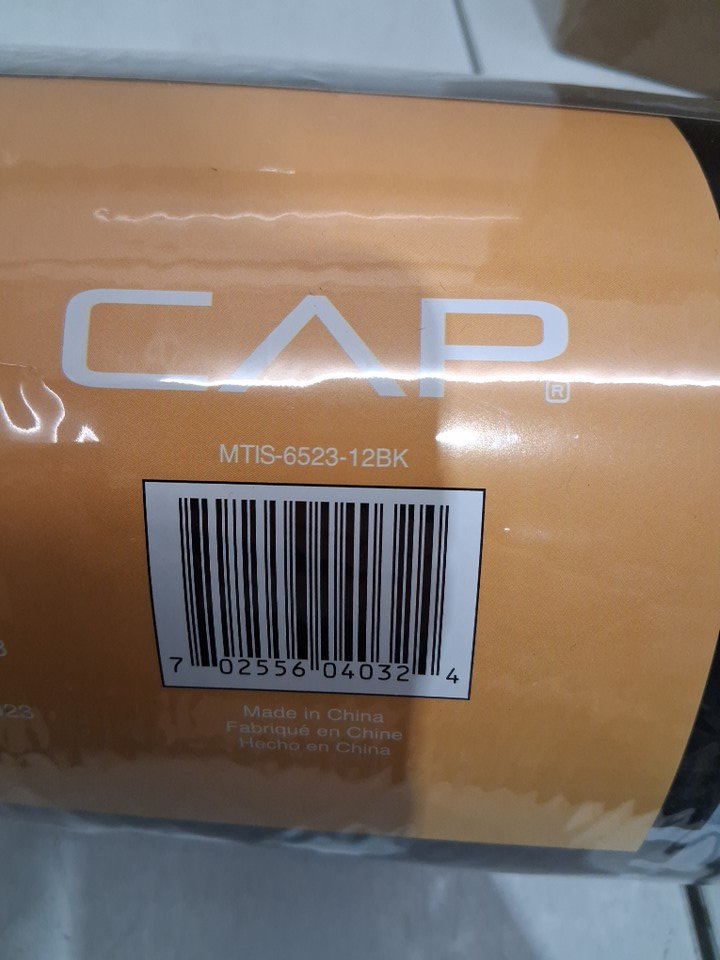 CAP®
MTIS-6523-12BK
7 02556 04032 4
Made in China
Fabriqué en Chine
Hecho en China